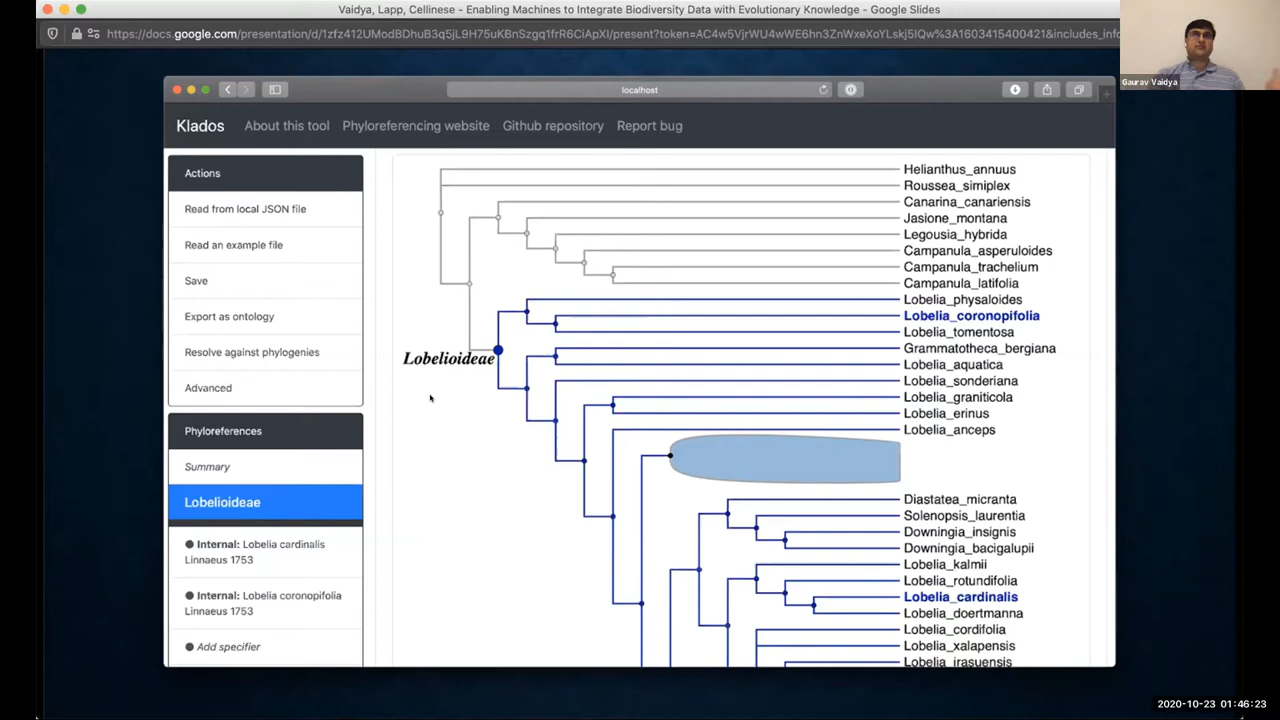 Vaidya, Lapp, Cellinese - Enabling Machines to Integrate Biodiversity Data with Evolutionary Knowledge - Google Slides
Gaurav Vaidya
localhost
Klados About this tool Phyloreferencing website Github repository Report bug
Actions
Read from local JSON file
Read an example file
Save
Export as ontology
Resolve against phylogenies
Advanced
Phyloreferences
Summary
Lobelioideae
Internal: Lobelia cardinalis
Linnaeus 1753
Internal: Lobelia coronopifolia
Linnaeus 1753
Add specifier
Lobelioideae
Helianthus_annuus
Roussea_simiplex
Canarina_canariensis
Jasione_montana
Legousia_hybrida
Campanula_asperuloides
Campanula_trachelium
Campanula_latifolia
Lobelia_physaloides
Lobelia_coronopifolia
Lobelia_tomentosa
Grammatotheca_bergiana
Lobelia_aquatica
Lobelia_sonderiana
Lobelia_graniticola
Lobelia_erinus
Lobelia_anceps
Diastatea_micranta
Solenopsis_laurentia
Downingia_insignis
Downingia_bacigalupii
Lobelia_kalmii
Lobelia_rotundifolia
Lobelia_cardinalis
Lobelia_doertmanna
Lobelia_cordifolia
Lobelia_xalapensis
Lobelia_irasuensis
2020-10-23 01:46:23